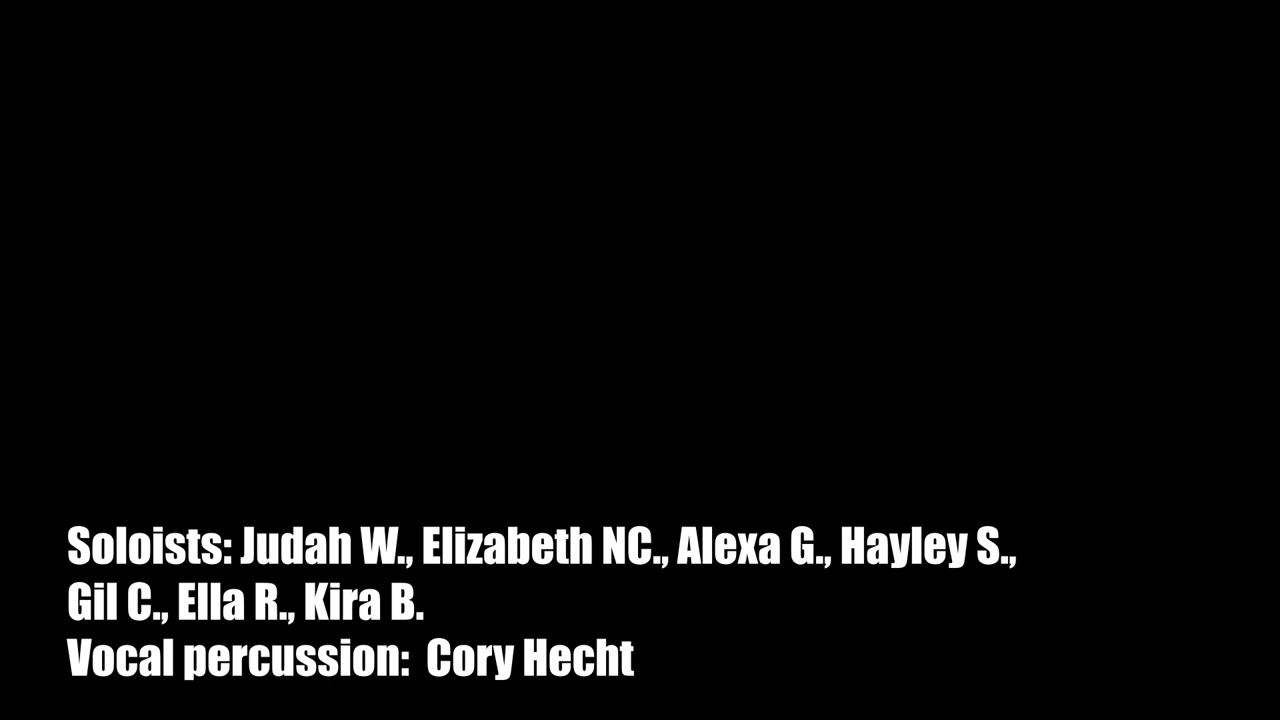 Soloists: Judah W., Elizabeth NC., Alexa G., Hayley S.,
Gil C., Ella R., Kira B.
Vocal percussion:  Cory Hecht